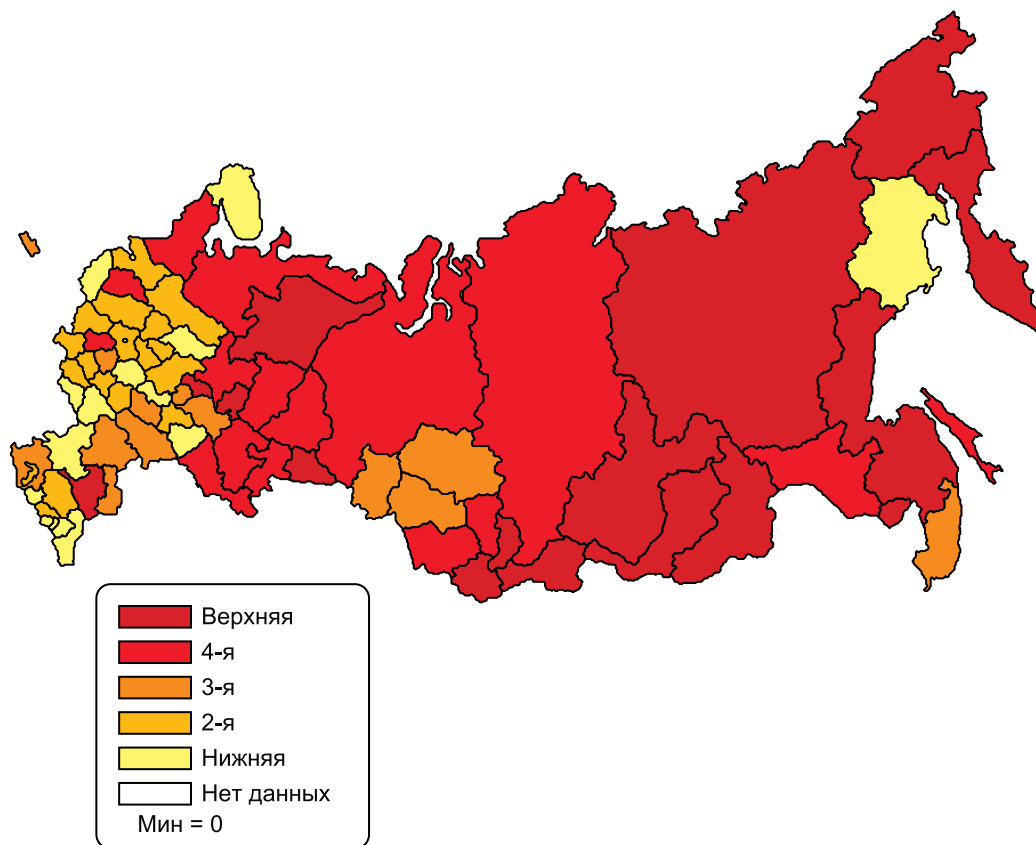 Верхняя
4-я
3-я
2-я
Нижняя
Нет данных
Мин = 0